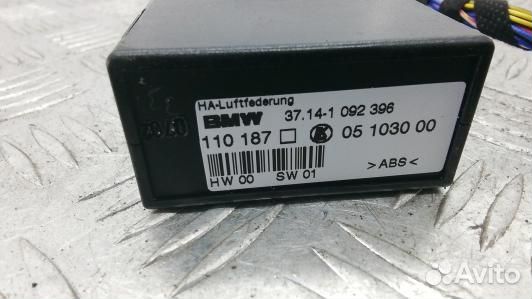 HA-Luftfederung
BMW 37.14-1 092 396
110 187 05 1030 00
>ABS<
HW 00 SW 01
Avito